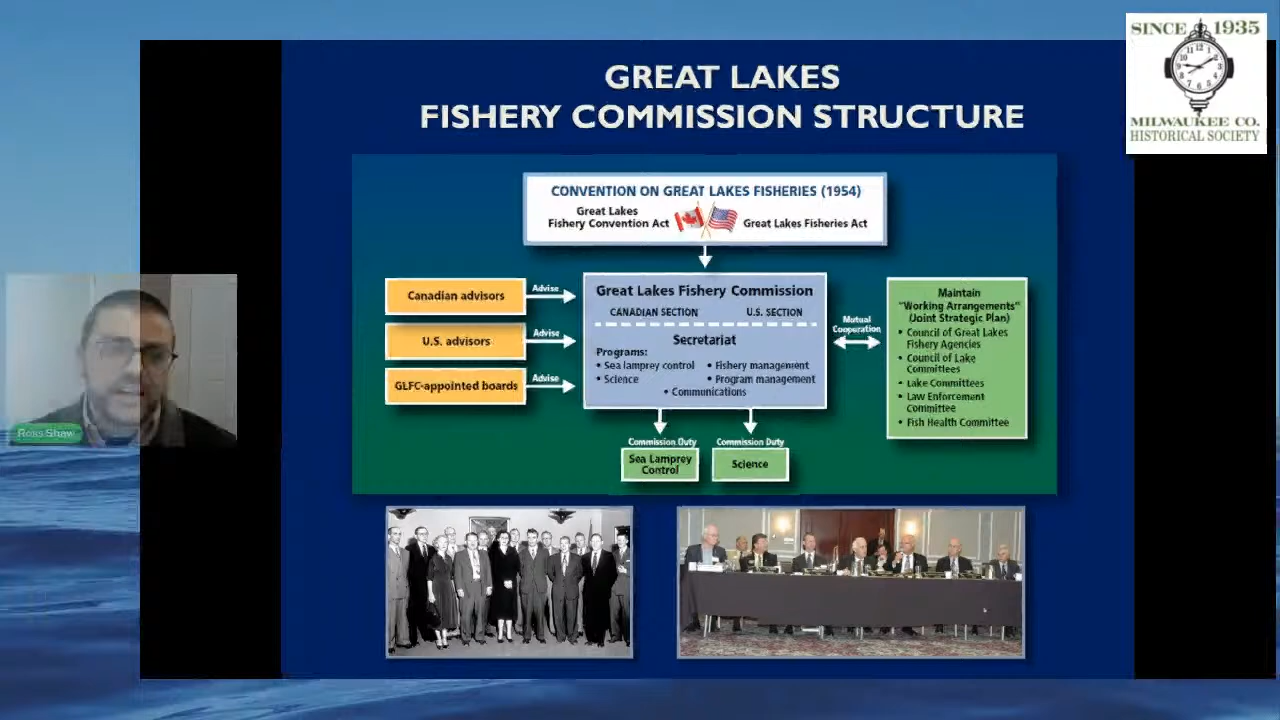 SINCE 1935
MILWAUKEE CO.
HISTORICAL SOCIETY
GREAT LAKES
FISHERY COMMISSION STRUCTURE
CONVENTION ON GREAT LAKES FISHERIES (1954)
Great Lakes
Fishery Convention Act
Great Lakes Fisheries Act
Canadian advisors
Advise
U.S. advisors
Advise
GLFC-appointed boards
Advise
Great Lakes Fishery Commission
CANADIAN SECTION U.S. SECTION
Secretariat
Programs:
• Sea lamprey control • Fishery management
• Science • Program management
• Communications
Mutual
Cooperation
Maintain
"Working Arrangements"
(Joint Strategic Plan)
• Council of Great Lakes
Fishery Agencies
• Council of Lake
Committees
• Lake Committees
• Law Enforcement
Committee
• Fish Health Committee
Commission Duty
Sea Lamprey
Control
Commission Duty
Science
Ross Shaw